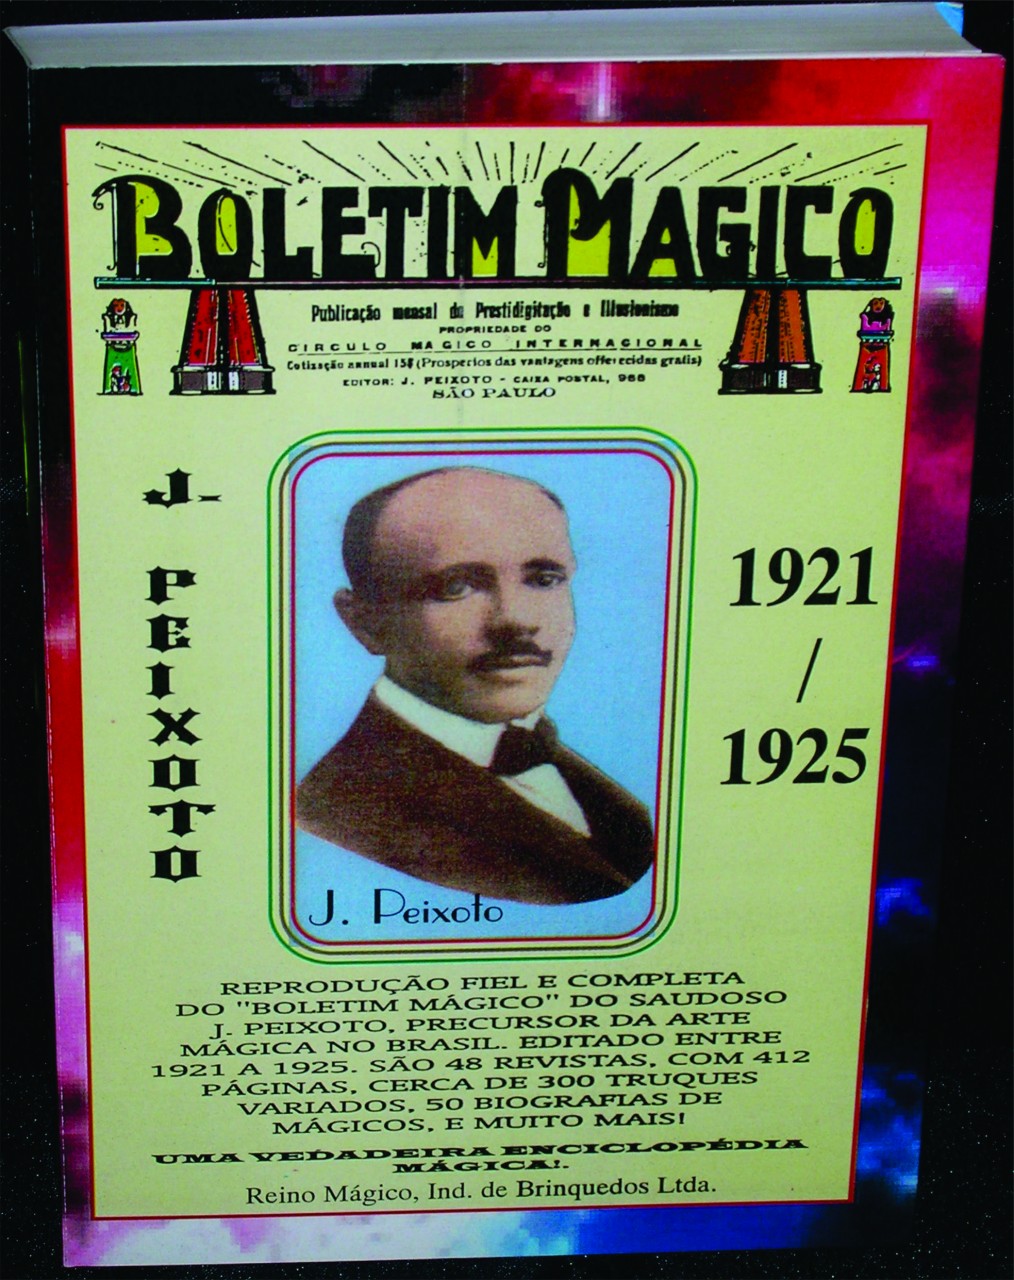 BOLETIM MAGICO
Publicação mensal de Prestidigitação e Illusionismo
PROPRIEDADE DO
CIRCULO MAGICO INTERNACIONAL
Cotização annual 15$ (Prospectos das vantagens offerecidas gratis)
EDITOR: J. PEIXOTO - CAIXA POSTAL, 966
SÃO PAULO
J. PEIXOTO
1921
/
1925
J. Peixoto
REPRODUÇÃO FIEL E COMPLETA
DO "BOLETIM MÁGICO" DO SAUDOSO
J. PEIXOTO, PRECURSOR DA ARTE
MÁGICA NO BRASIL. EDITADO ENTRE
1921 A 1925. SÃO 48 REVISTAS, COM 412
PÁGINAS, CERCA DE 300 TRUQUES
VARIADOS, 50 BIOGRAFIAS DE
MÁGICOS, E MUITO MAIS!
UMA VEDADEIRA ENCICLOPÉDIA
MÁGICA!.
Reino Mágico, Ind. de Brinquedos Ltda.